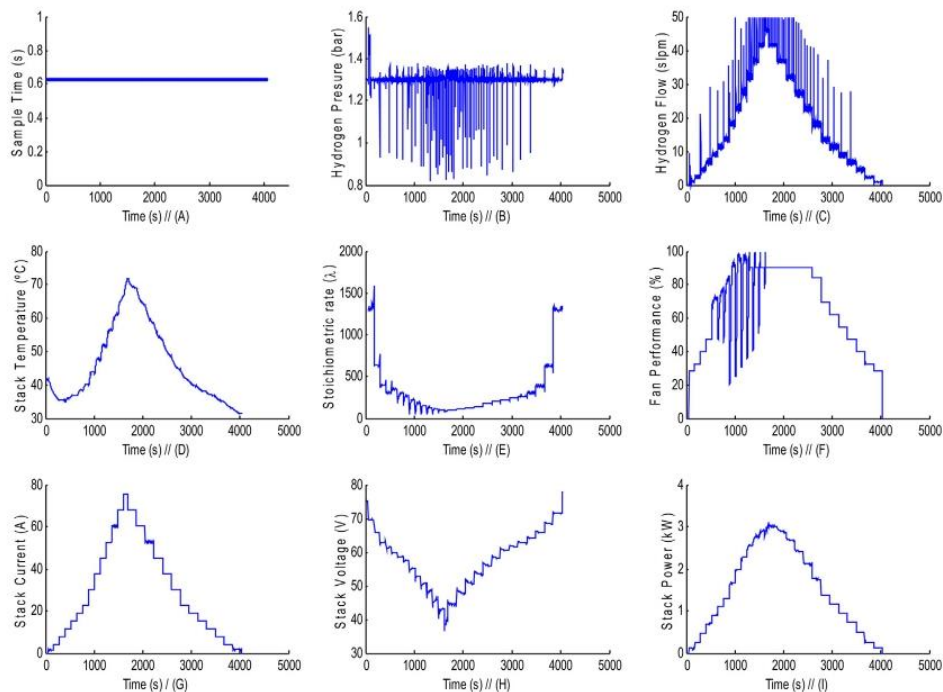 Sample Time (s)
1
0.8
0.6
0.4
0.2
0
0 1000 2000 3000 4000
Time (s) // (A)
Hydrogen Presure (bar)
1.6
1.4
1.2
1
0.8
0 1000 2000 3000 4000 5000
Time (s) // (B)
Hydrogen Flow (slpm)
50
40
30
20
10
0
0 1000 2000 3000 4000 5000
Time (s) // (C)
Stack Temperature (ºC)
80
70
60
50
40
30
0 1000 2000 3000 4000 5000
Time (s) // (D)
Stoichiometric rate (λ)
2000
1500
1000
500
0
0 1000 2000 3000 4000 5000
Time (s) // (E)
Fan Performance (%)
100
80
60
40
20
0
0 1000 2000 3000 4000 5000
Time (s) // (F)
Stack Current (A)
80
60
40
20
0
0 1000 2000 3000 4000 5000
Time (s) / (G)
Stack Voltage (V)
80
70
60
50
40
30
0 1000 2000 3000 4000 5000
Time (s) // (H)
Stack Power (kW)
4
3
2
1
0
0 1000 2000 3000 4000 5000
Time (s) // (I)